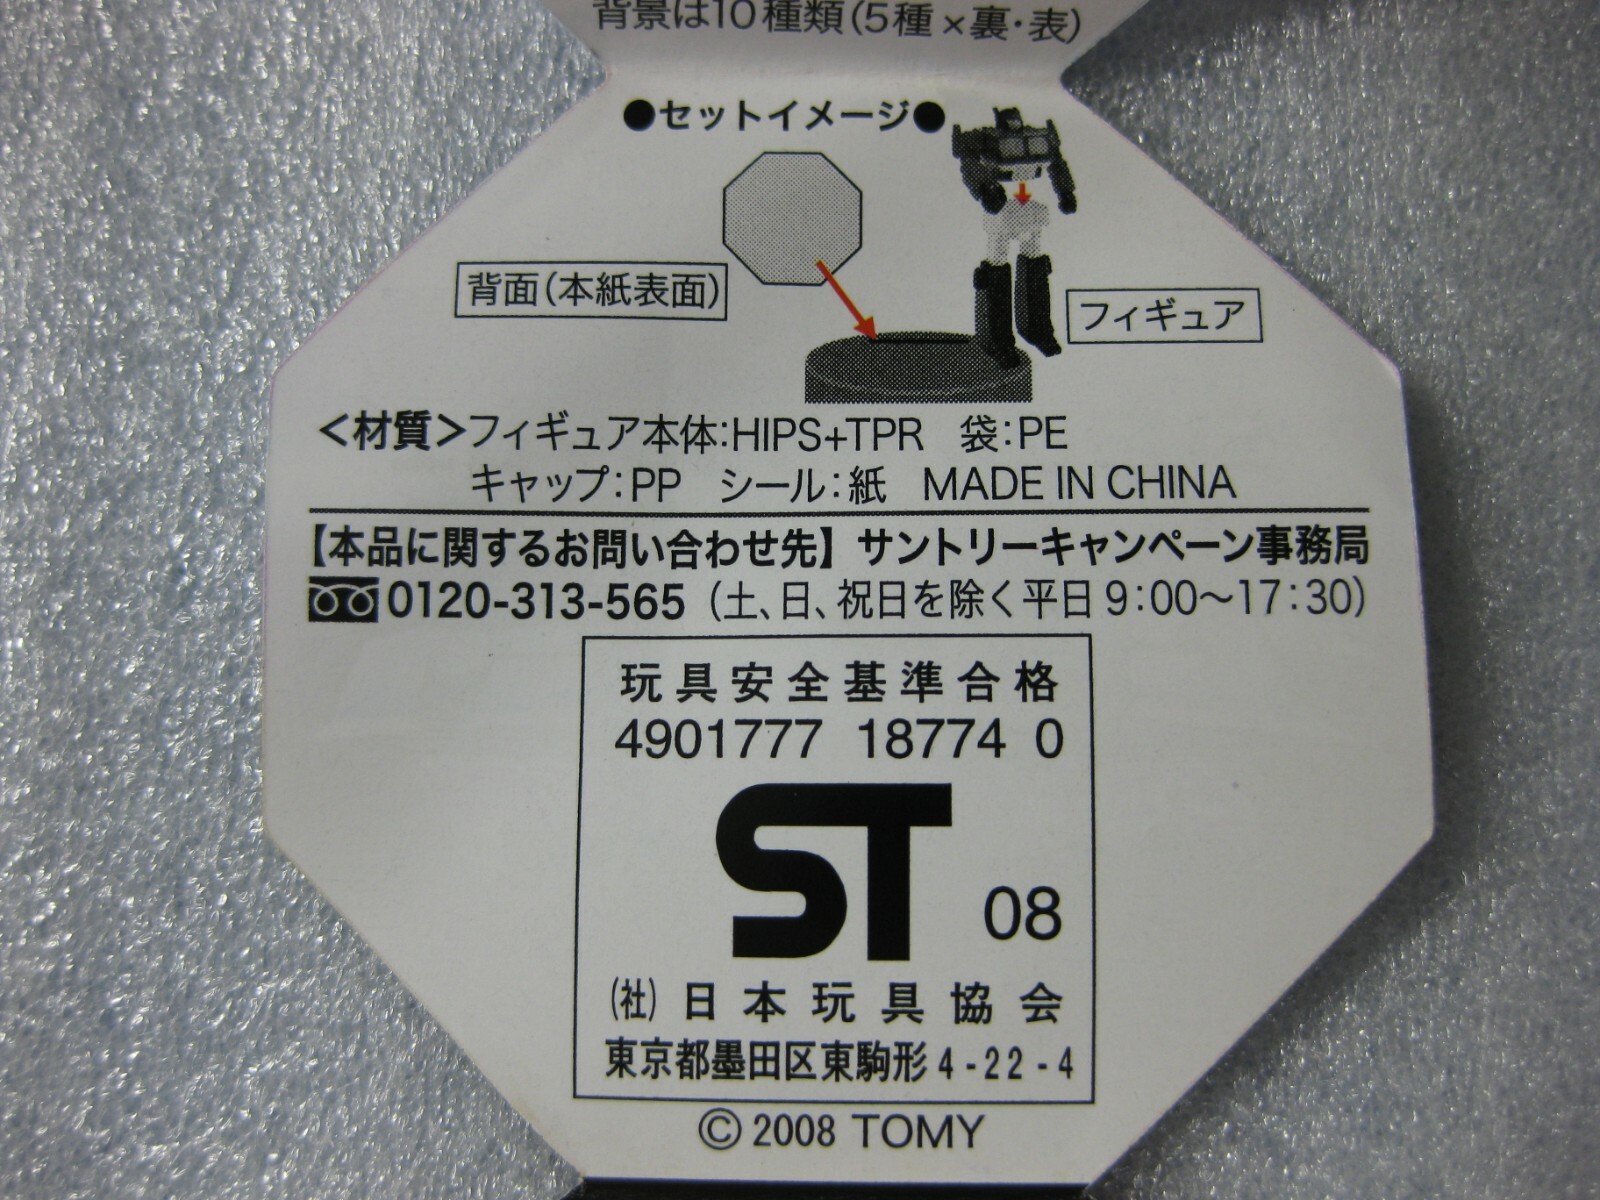 背景は10種類(5種×裏・表)
●セットイメージ●
背面(本紙表面)
フィギュア
<材質>フィギュア本体:HIPS+TPR 袋:PE
キャップ:PP シール:紙 MADE IN CHINA
【本品に関するお問い合わせ先】サントリーキャンペーン事務局
0120-313-565(土、日、祝日を除く平日9:00〜17:30)
玩具安全基準合格
4901777 18774 0
ST 08
(社)日本玩具協会
東京都墨田区東駒形4-22-4
©2008 TOMY